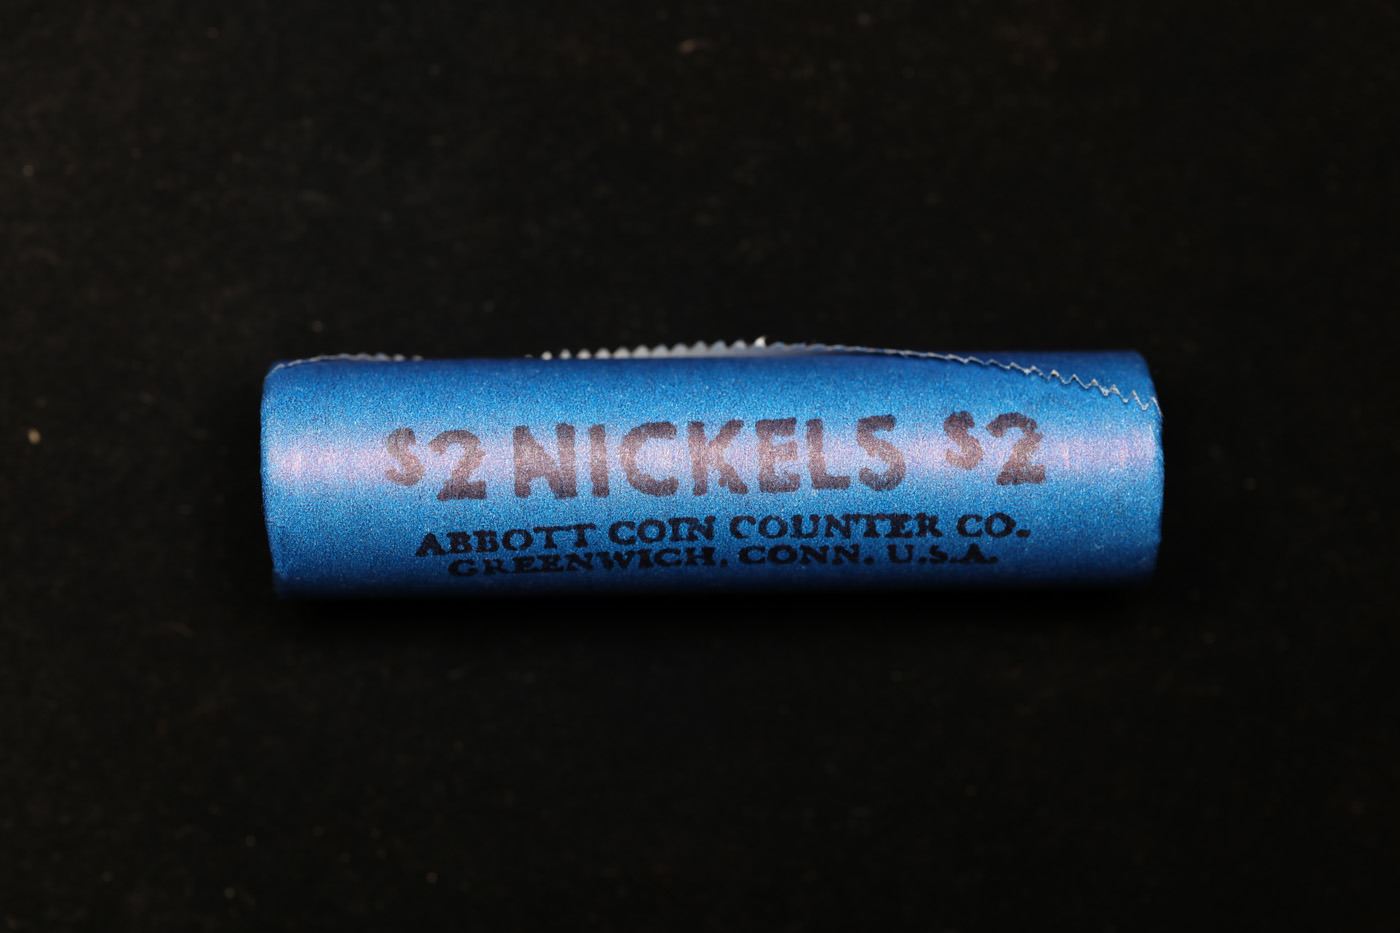 $2 NICKELS $2
ABBOTT COIN COUNTER CO.
GREENWICH, CONN. U.S.A.